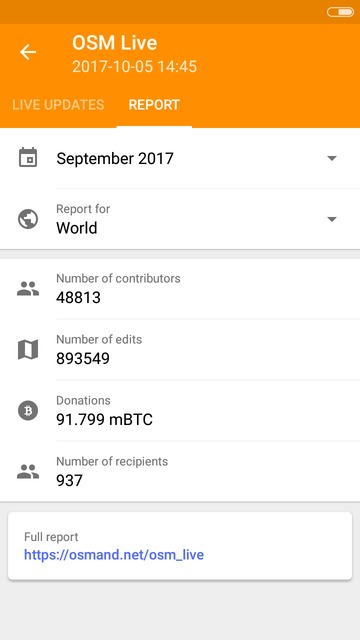 OSM Live
2017-10-05 14:45
LIVE UPDATES REPORT
September 2017
Report for
World
Number of contributors
48813
Number of edits
893549
Donations
91.799 mBTC
Number of recipients
937
Full report
https://osmand.net/osm_live